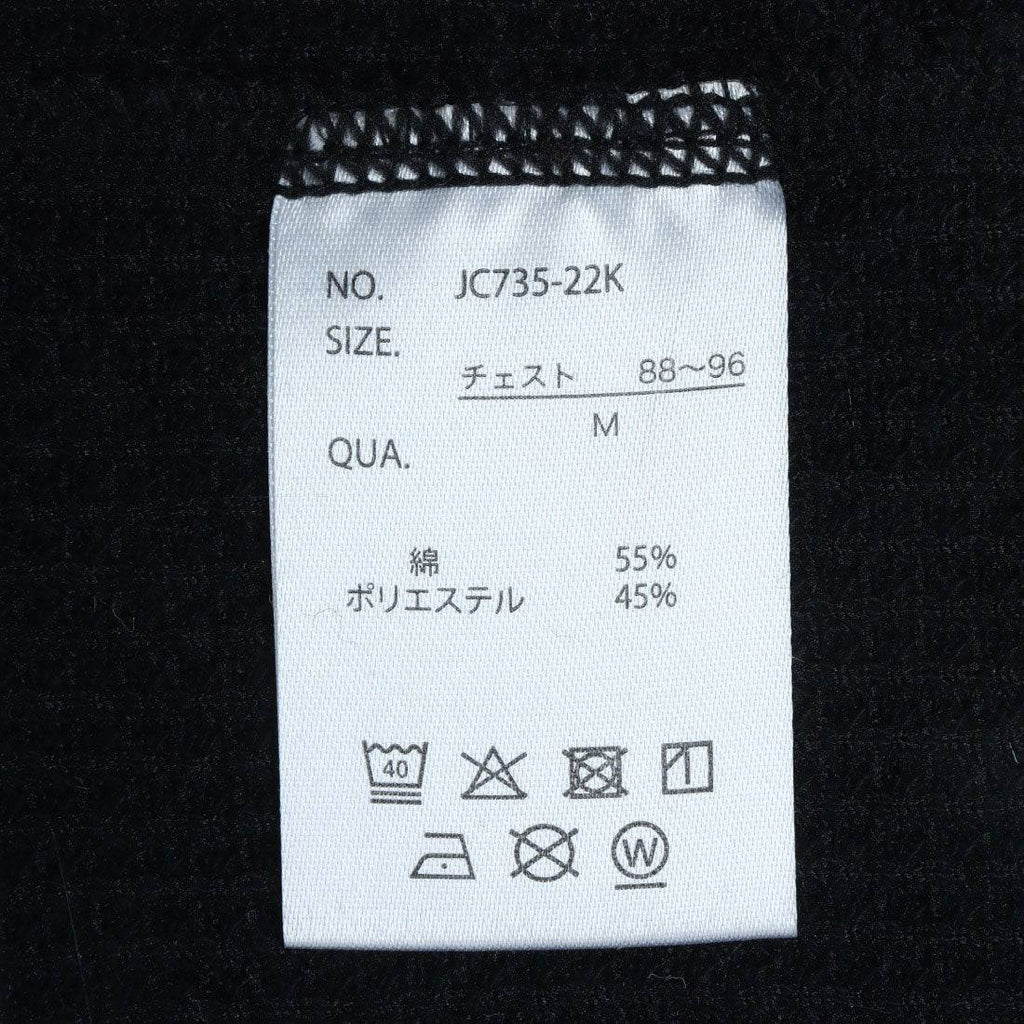 NO. JC735-22K
SIZE.
チェスト 88～96
M
QUA.
綿 55%
ポリエステル 45%
40
W